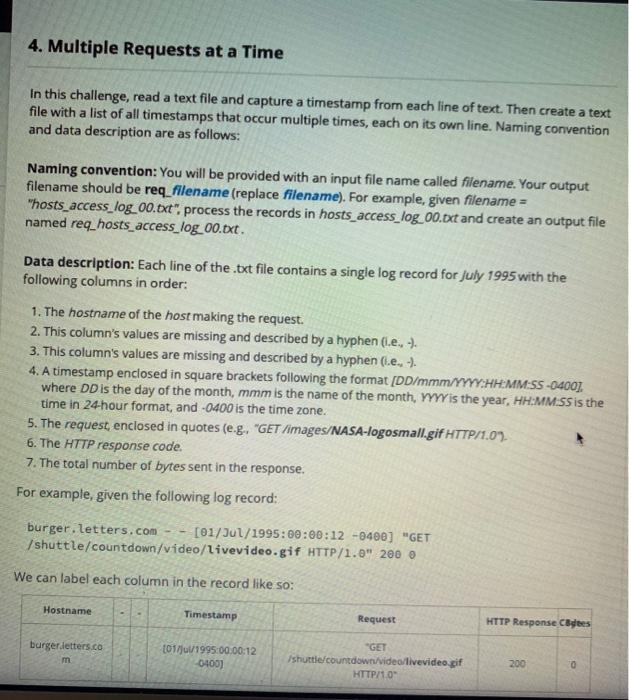 4. Multiple Requests at a Time
In this challenge, read a text file and capture a timestamp from each line of text. Then create a text
file with a list of all timestamps that occur multiple times, each on its own line. Naming convention
and data description are as follows:
Naming convention: You will be provided with an input file name called filename. Your output
filename should be req_filename (replace filename). For example, given filename =
"hosts_access_log_00.txt", process the records in hosts_access_log_00.txt and create an output file
named req_hosts_access_log_00.txt.
Data description: Each line of the .txt file contains a single log record for July 1995 with the
following columns in order:
1. The hostname of the host making the request.
2. This column's values are missing and described by a hyphen (i.e., -).
3. This column's values are missing and described by a hyphen (i.e., -).
4. A timestamp enclosed in square brackets following the format [DD/mmm/YYYY:HH:MM:SS -0400],
where DD is the day of the month, mmm is the name of the month, YYYY is the year, HH:MM:SS is the
time in 24-hour format, and -0400 is the time zone.
5. The request, enclosed in quotes (e.g., "GET /images/NASA-logosmall.gif HTTP/1.0").
6. The HTTP response code.
7. The total number of bytes sent in the response.
For example, given the following log record:
burger.letters.com - - [01/Jul/1995:00:00:12 -0400] "GET
/shuttle/countdown/video/livevideo.gif HTTP/1.0" 200 0
We can label each column in the record like so:
Hostname - - Timestamp Request HTTP Response Bytes
burger.letters.co [01/Jul/1995:00:00:12 "GET
m -0400] /shuttle/countdown/video/livevideo.gif 200 0
HTTP/1.0"